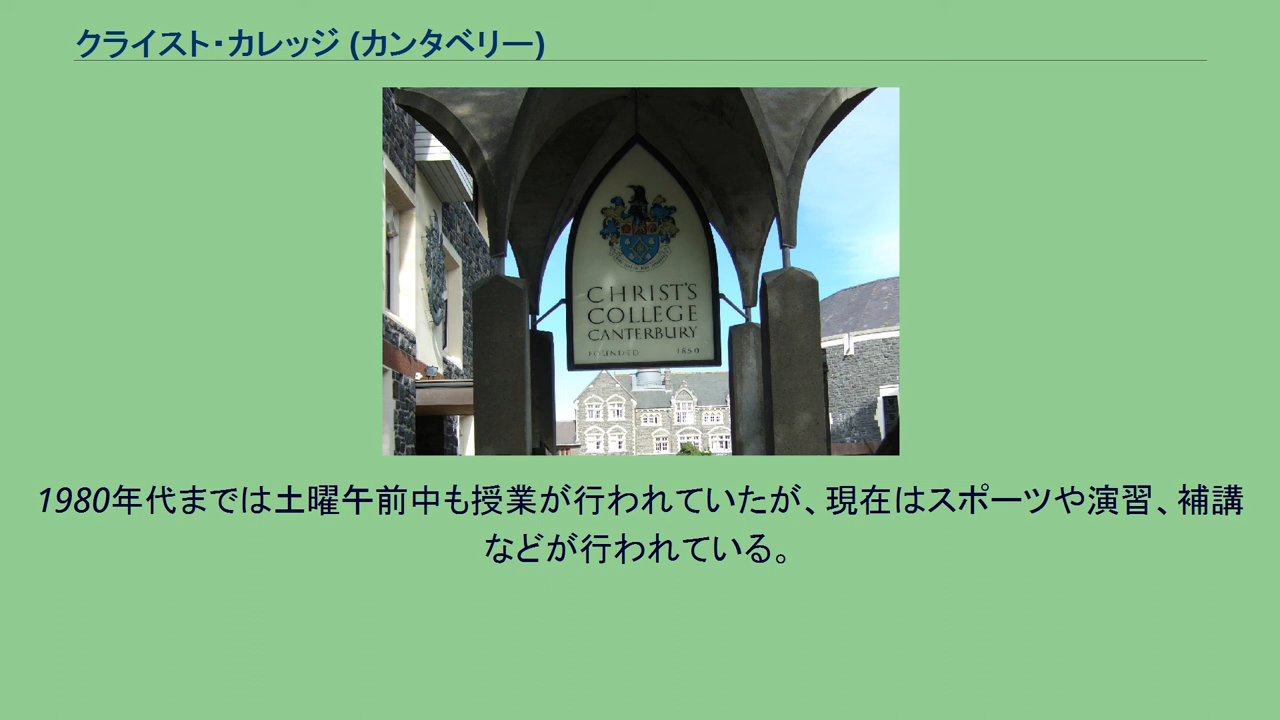 クライスト・カレッジ (カンタベリー)
CHRIST'S
COLLEGE
CANTERBURY
FOUNDED 1850
1980年代までは土曜午前中も授業が行われていたが、現在はスポーツや演習、補講
などが行われている。